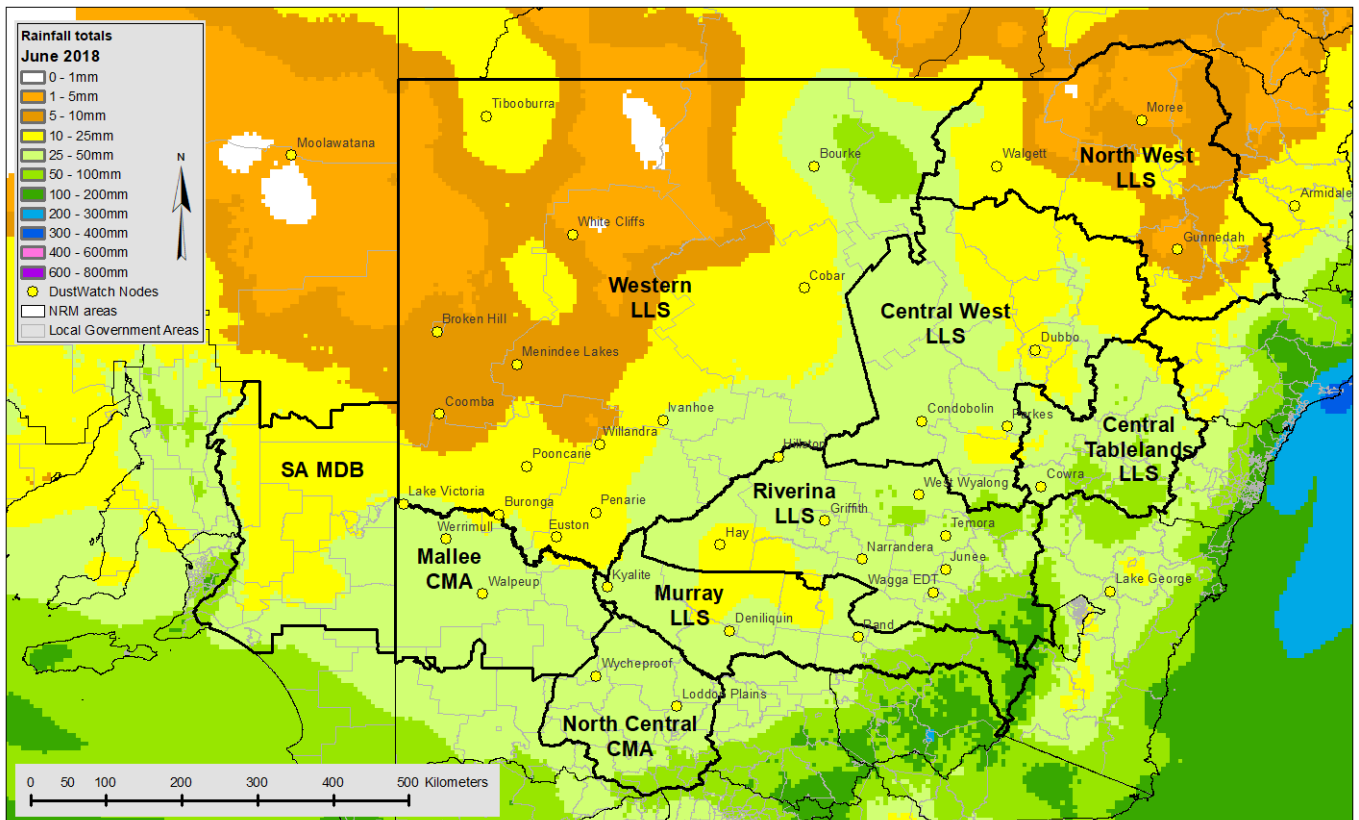 Rainfall totals
June 2018
0 - 1mm
1 - 5mm
5 - 10mm
10 - 25mm
25 - 50mm
50 - 100mm
100 - 200mm
200 - 300mm
300 - 400mm
400 - 600mm
600 - 800mm
DustWatch Nodes
NRM areas
Local Government Areas
N
Tibooburra
Moolawatana
Bourke
Walgett
Moree
North West
LLS
Armidale
White Cliffs
Gunnedah
Western
LLS
Cobar
Central West
LLS
Broken Hill
Menindee Lakes
Dubbo
Coomba
Ivanhoe
Condobolin
Parkes
Central
Tablelands
LLS
Willandra
Pooncarie
Hillston
SA MDB
Cowra
Lake Victoria
Buronga
Penarie
Riverina
LLS
West Wyalong
Griffith
Werrimull
Euston
Hay
Temora
Mallee
CMA
Narrandera
Junee
Walpeup
Kyalite
Murray
LLS
Wagga EDT
Lake George
Deniliquin
Rand
Wycheproof
Loddon Plains
North Central
CMA
0 50 100 200 300 400 500 Kilometers